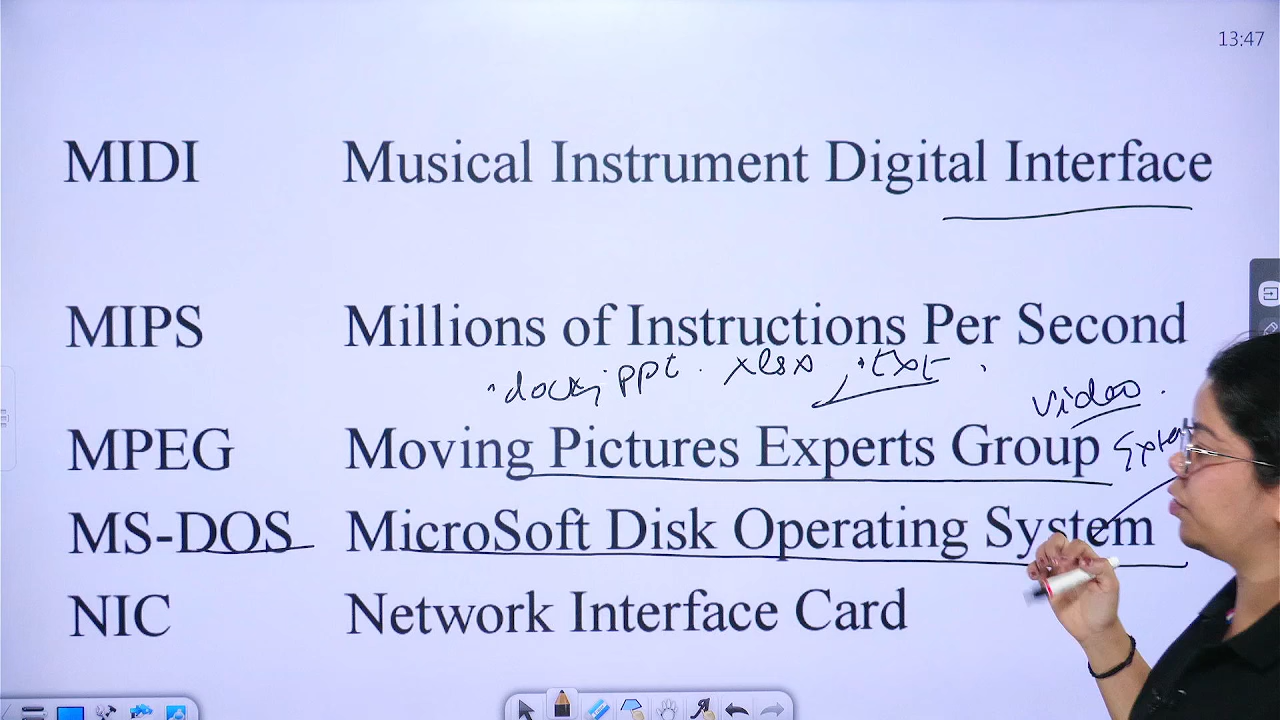 13:47
MIDI Musical Instrument Digital Interface
MIPS Millions of Instructions Per Second
.docx, ppt. xlsx, .txt
Video.
MPEG Moving Pictures Experts Group
MS-DOS MicroSoft Disk Operating System
NIC Network Interface Card